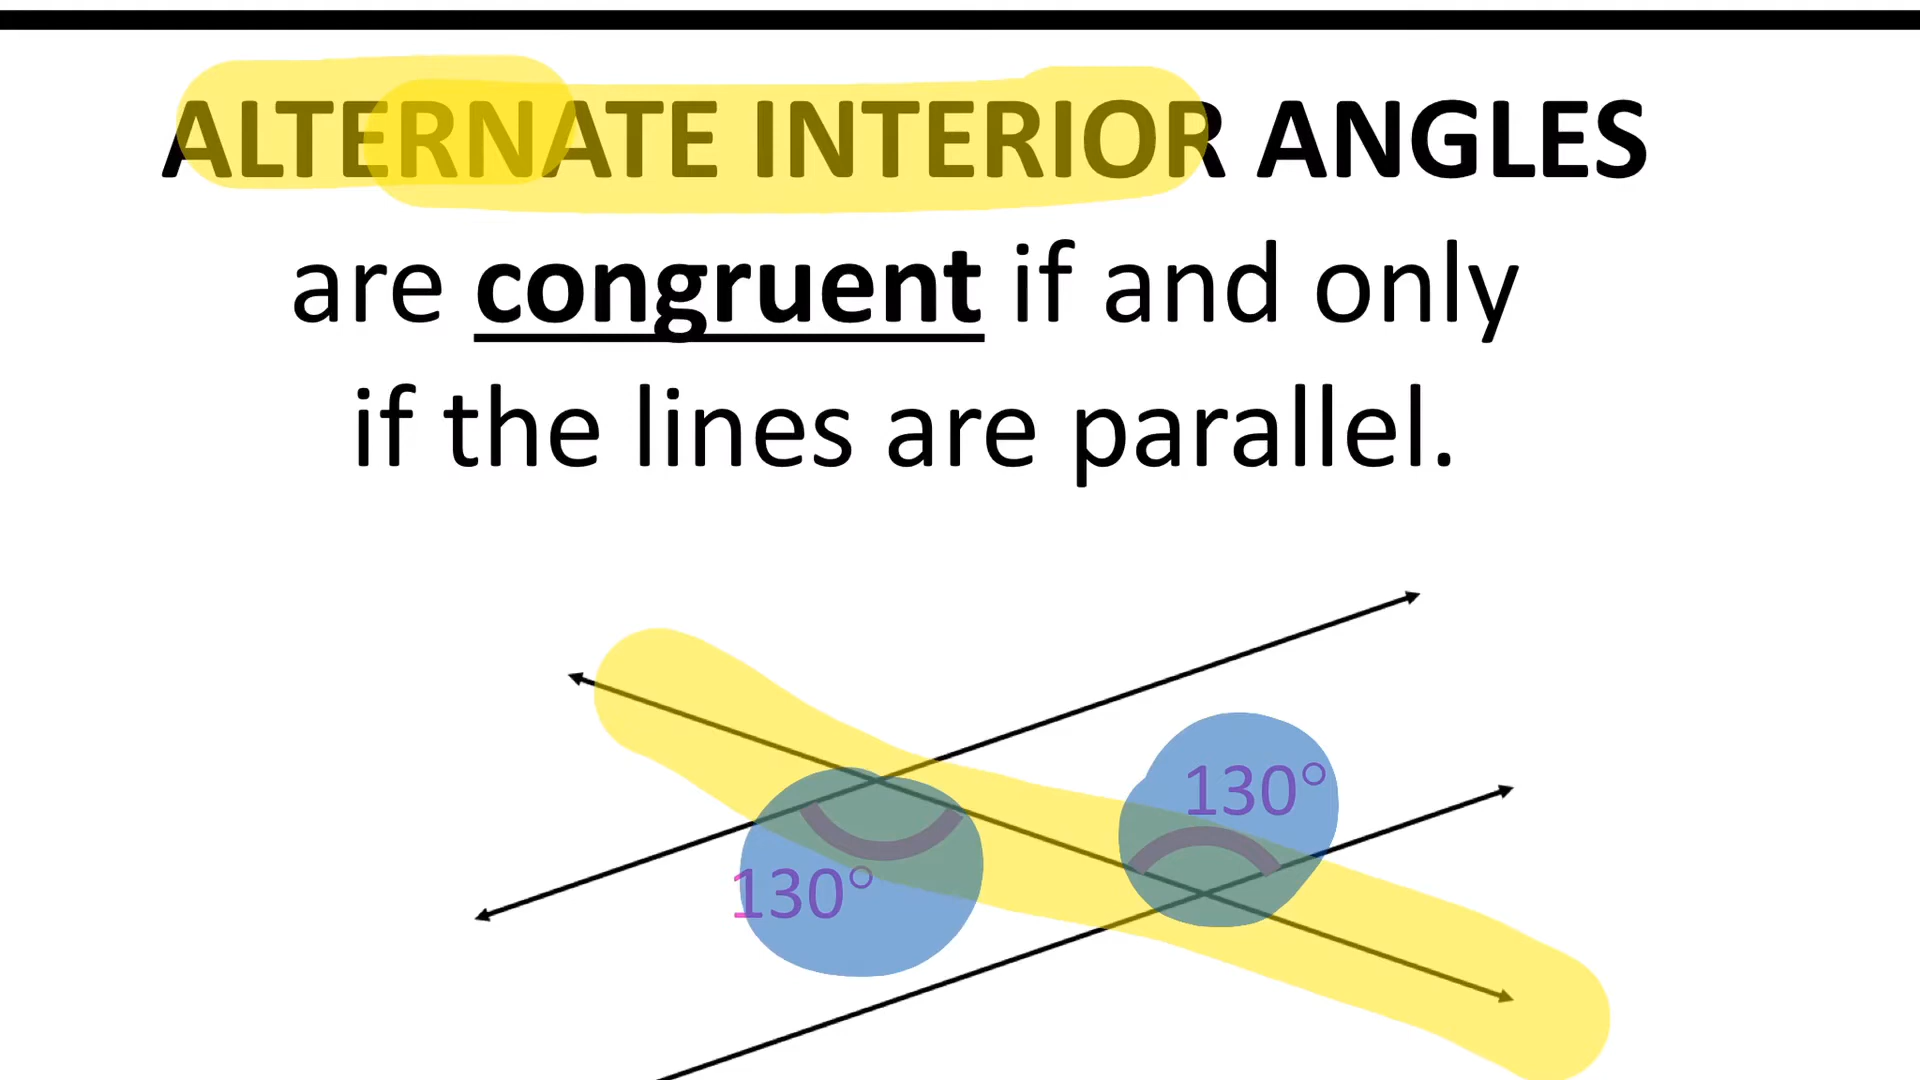 ALTERNATE INTERIOR ANGLES
are congruent if and only
if the lines are parallel.
130°
130°